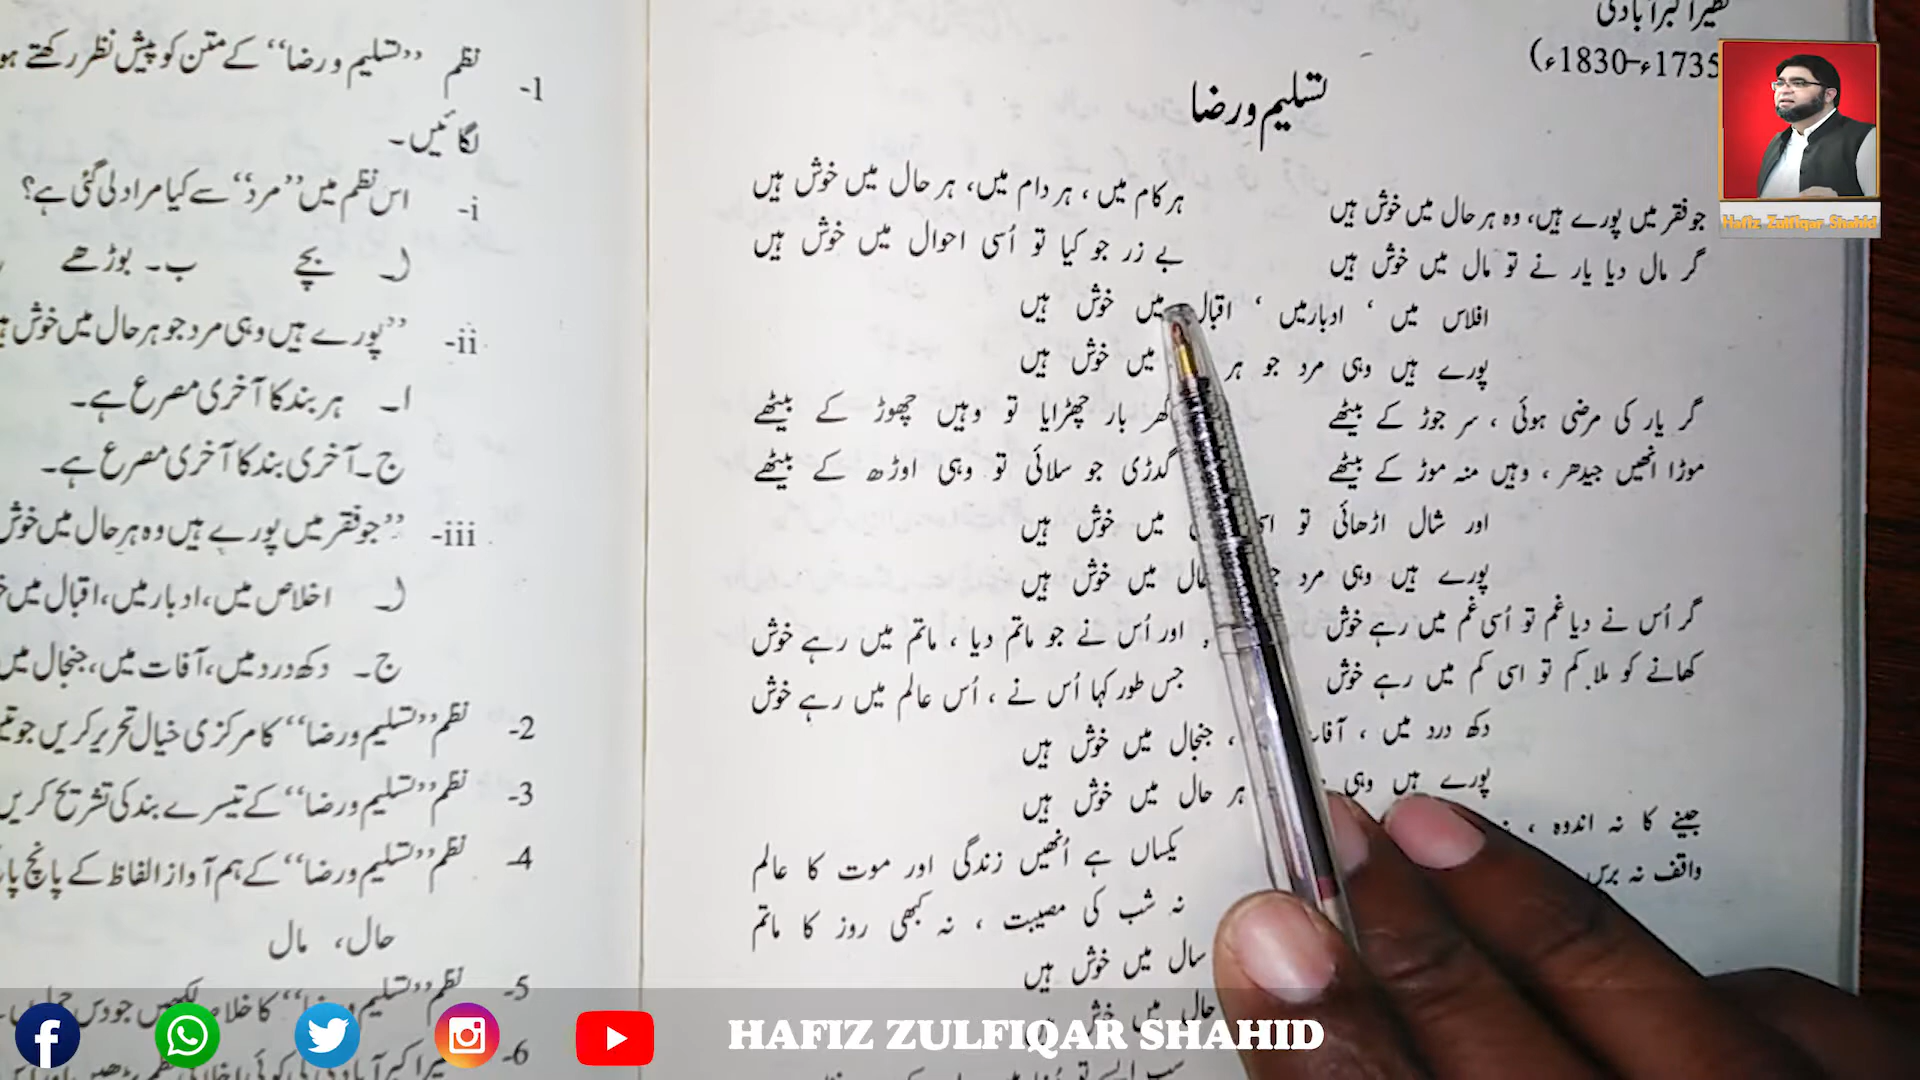 نظیر اکبر آبادی
1735ء-1830ء)
تسلیم و رضا
جو فقر میں پورے ہیں، وہ ہر حال میں خوش ہیں
ہر کام میں، ہر دام میں، ہر حال میں خوش ہیں
گر مال دیا یار نے تو مال میں خوش ہیں
بے زر جو کیا تو اُسی احوال میں خوش ہیں
افلاس میں ‘ ادبار میں ‘ اقبال میں خوش ہیں
پورے ہیں وہی مرد جو ہر میں خوش ہیں
گر یار کی مرضی ہوئی ، سر جوڑ کے بیٹھے
گھر بار چھڑایا تو وہیں چھوڑ کے بیٹھے
موڑا انھیں جیدھر ، وہیں منہ موڑ کے بیٹھے
گدڑی جو سلائی تو وہی اوڑھ کے بیٹھے
اور شال اڑھائی تو میں خوش ہیں
پورے ہیں وہی مرد حال میں خوش ہیں
گر اُس نے دیا غم تو اُسی غم میں رہے خوش
اور اُس نے جو ماتم دیا ، ماتم میں رہے خوش
کھانے کو ملا کم تو اسی کم میں رہے خوش
جس طور کہا اُس نے ، اُس عالم میں رہے خوش
دکھ درد میں ، ، جنجال میں خوش ہیں
پورے ہیں وہی ہر حال میں خوش ہیں
جینے کا نہ اندوہ ،
یکساں ہے اُنھیں زندگی اور موت کا عالم
واقف نہ برس
نہ شب کی مصیبت ، نہ کبھی روز کا ماتم
سال میں خوش ہیں
حال میں خوش ہیں
1- نظم ’’تسلیم و رضا‘‘ کے متن کو پیش نظر رکھتے
لگائیں۔
i- اس نظم میں ’’مرد‘‘ سے کیا مراد لی گئی ہے؟
ا۔ بچے ب۔ بوڑھے
ii- ’’پورے ہیں وہی مرد جو ہر حال میں خوش
ا۔ ہر بند کا آخری مصرع ہے۔
ج۔ آخری بند کا آخری مصرع ہے۔
iii- ’’جو فقر میں پورے ہیں وہ ہر حال میں خوش
ا۔ اخلاص میں، ادبار میں، اقبال میں
ج۔ دکھ درد میں، آفات میں، جنجال میں
2- نظم ’’تسلیم و رضا‘‘ کا مرکزی خیال تحریر کریں جو
3- نظم ’’تسلیم و رضا‘‘ کے تیسرے بند کی تشریح کریں
4- نظم ’’تسلیم و رضا‘‘ کے ہم آواز الفاظ کے پانچ
حال، مال
5- نظم ’’تسلیم و رضا‘‘ کا لکھیں جو دس
6-
Hafiz Zulfiqar Shahid
HAFIZ ZULFIQAR SHAHID